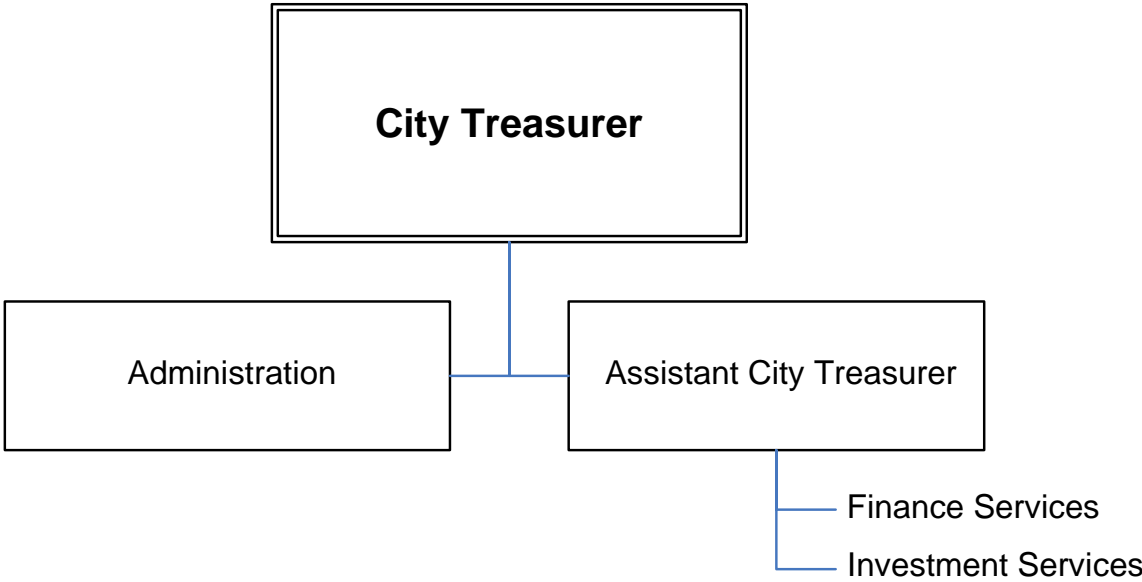 City Treasurer
Administration
Assistant City Treasurer
Finance Services
Investment Services